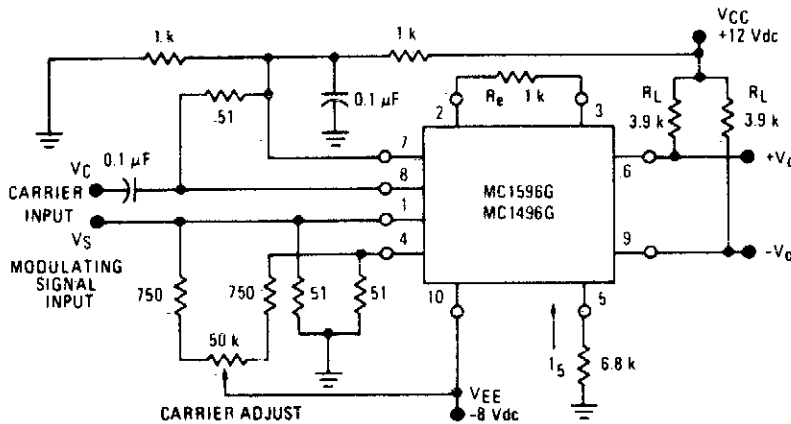 VCC
+12 Vdc
1 k
1 k
Re 1 k
RL
3.9 k
RL
3.9 k
0.1 µF
51
2
3
VC
0.1 µF
CARRIER
INPUT
VS
MODULATING
SIGNAL
INPUT
7
8
1
4
10
MC1596G
MC1496G
6
9
5
-Vo
750
750
51
51
50 k
I5
6.8 k
CARRIER ADJUST
VEE
-8 Vdc